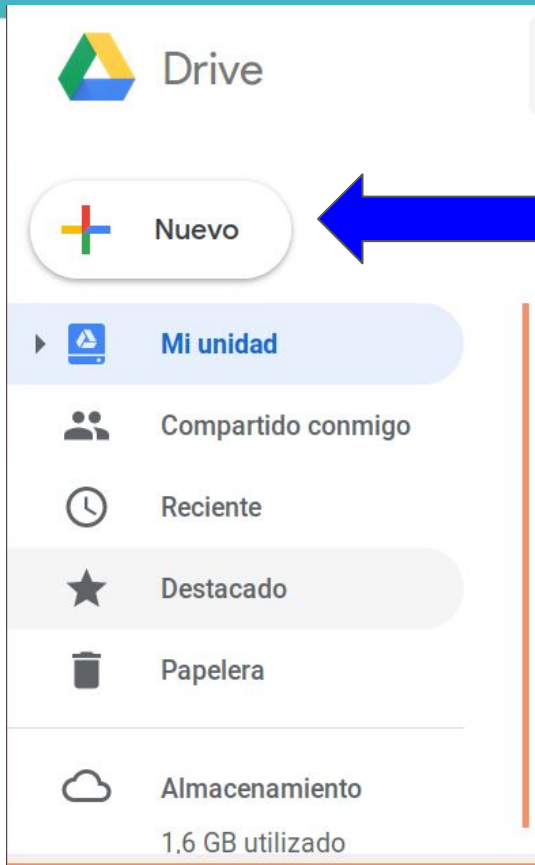 Drive
Nuevo
Mi unidad
Compartido conmigo
Reciente
Destacado
Papelera
Almacenamiento
1,6 GB utilizado